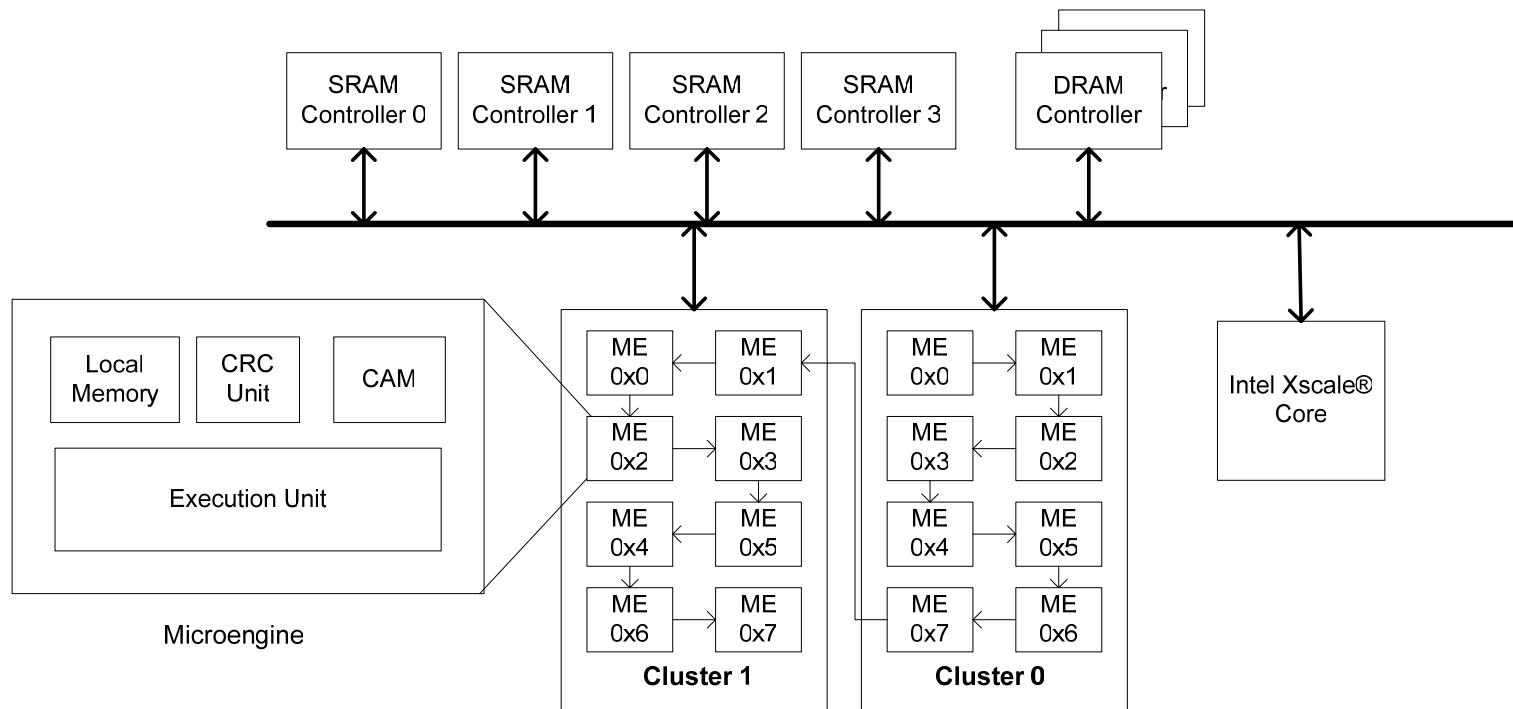 SRAM
Controller 0
SRAM
Controller 1
SRAM
Controller 2
SRAM
Controller 3
DRAM
Controller
r
Local
Memory
CRC
Unit
CAM
Execution Unit
Microengine
ME
0x0
ME
0x1
ME
0x2
ME
0x3
ME
0x4
ME
0x5
ME
0x6
ME
0x7
Cluster 1
ME
0x0
ME
0x1
ME
0x3
ME
0x2
ME
0x4
ME
0x5
ME
0x7
ME
0x6
Cluster 0
Intel Xscale®
Core